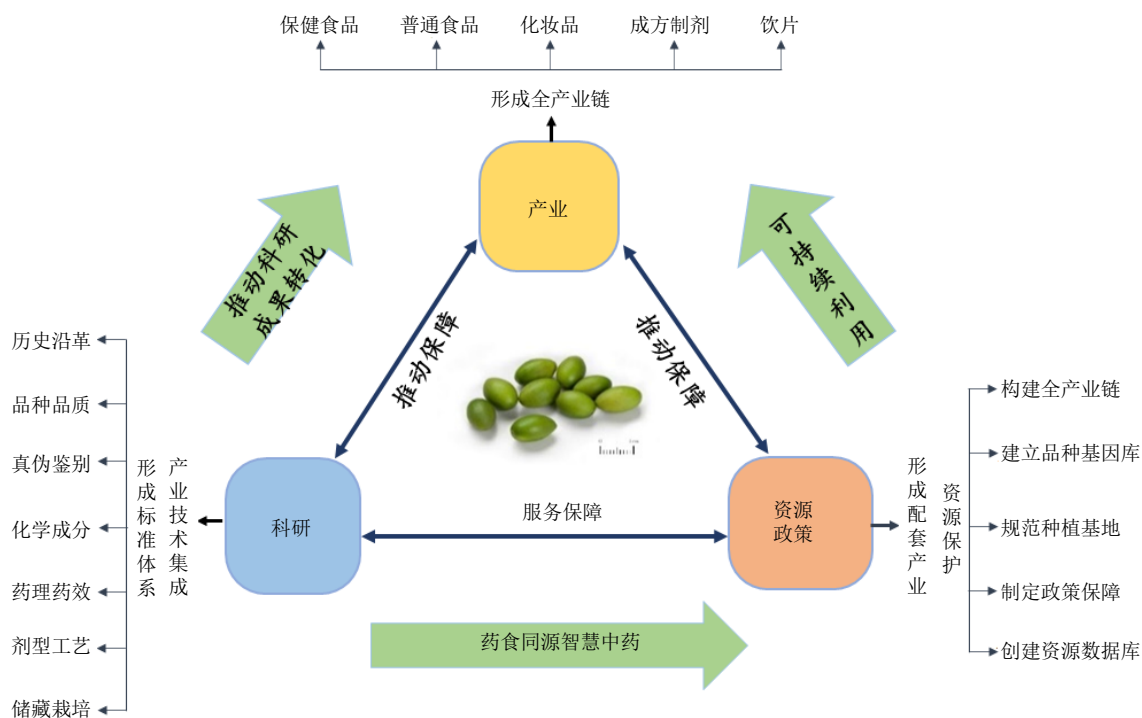 保健食品
普通食品
化妆品
成方制剂
饮片
形成全产业链
产业
推动科研
成果转化
可持续利用
推动保障
推动保障
历史沿革
品种品质
真伪鉴别
化学成分
药理药效
剂型工艺
储藏栽培
形成标准体系
产业技术集成
科研
服务保障
资源
政策
形成配套产业
资源保护
构建全产业链
建立品种基因库
规范种植基地
制定政策保障
创建资源数据库
药食同源智慧中药